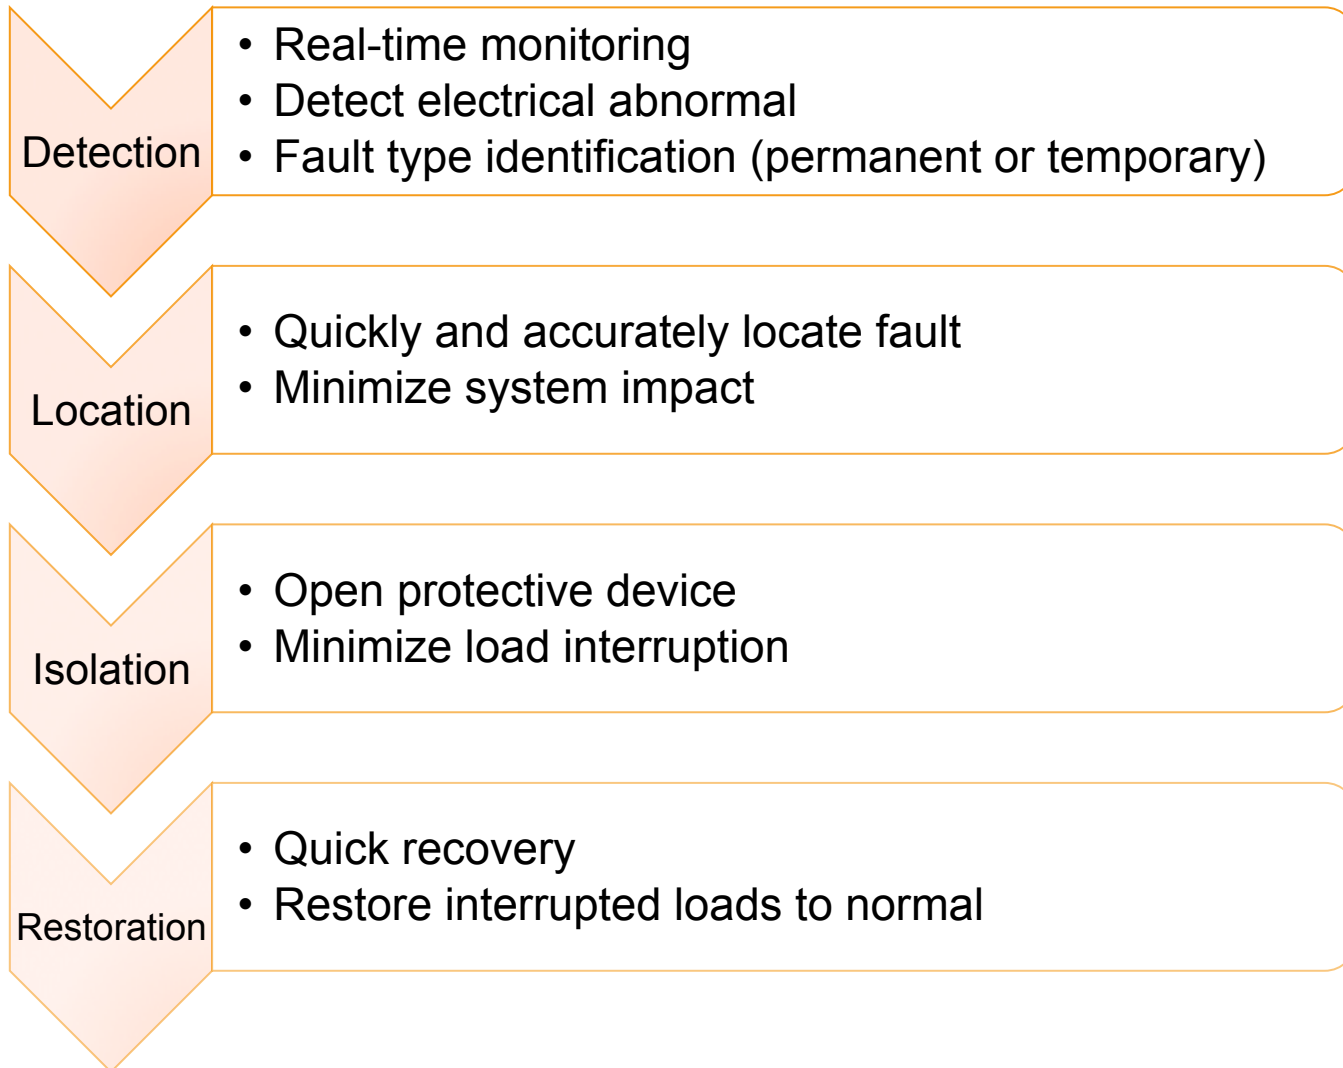 Detection
• Real-time monitoring
• Detect electrical abnormal
• Fault type identification (permanent or temporary)
Location
• Quickly and accurately locate fault
• Minimize system impact
Isolation
• Open protective device
• Minimize load interruption
Restoration
• Quick recovery
• Restore interrupted loads to normal